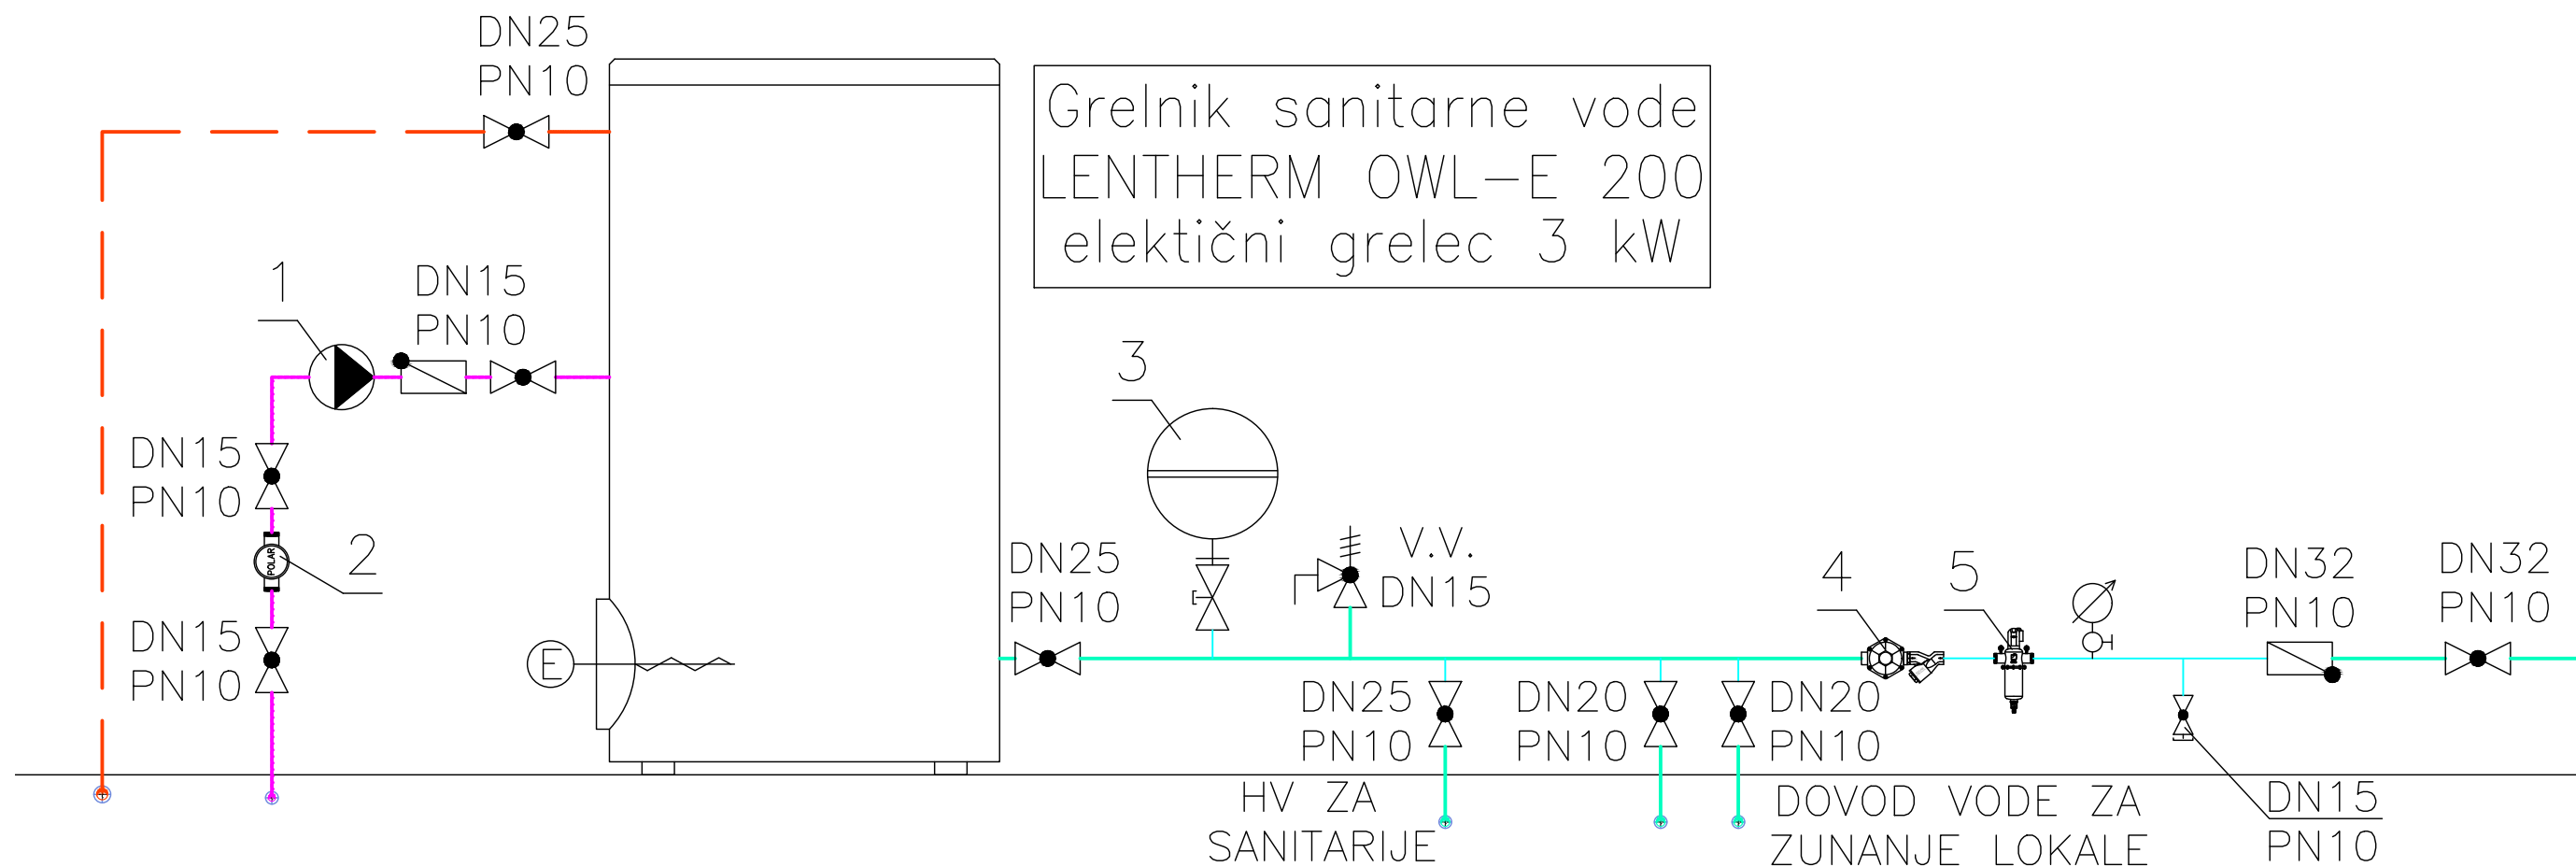 DN25
PN10
Grelnik sanitarne vode
LENTHERM OWL-E 200
elektični grelec 3 kW
1
DN15
PN10
3
DN15
PN10
2
POLAR
DN15
PN10
E
DN25
PN10
V.V.
DN15
4
5
DN32
PN10
DN32
PN10
DN25
PN10
DN20
PN10
DN20
PN10
HV ZA
SANITARIJE
DOVOD VODE ZA
ZUNANJE LOKALE
DN15
PN10